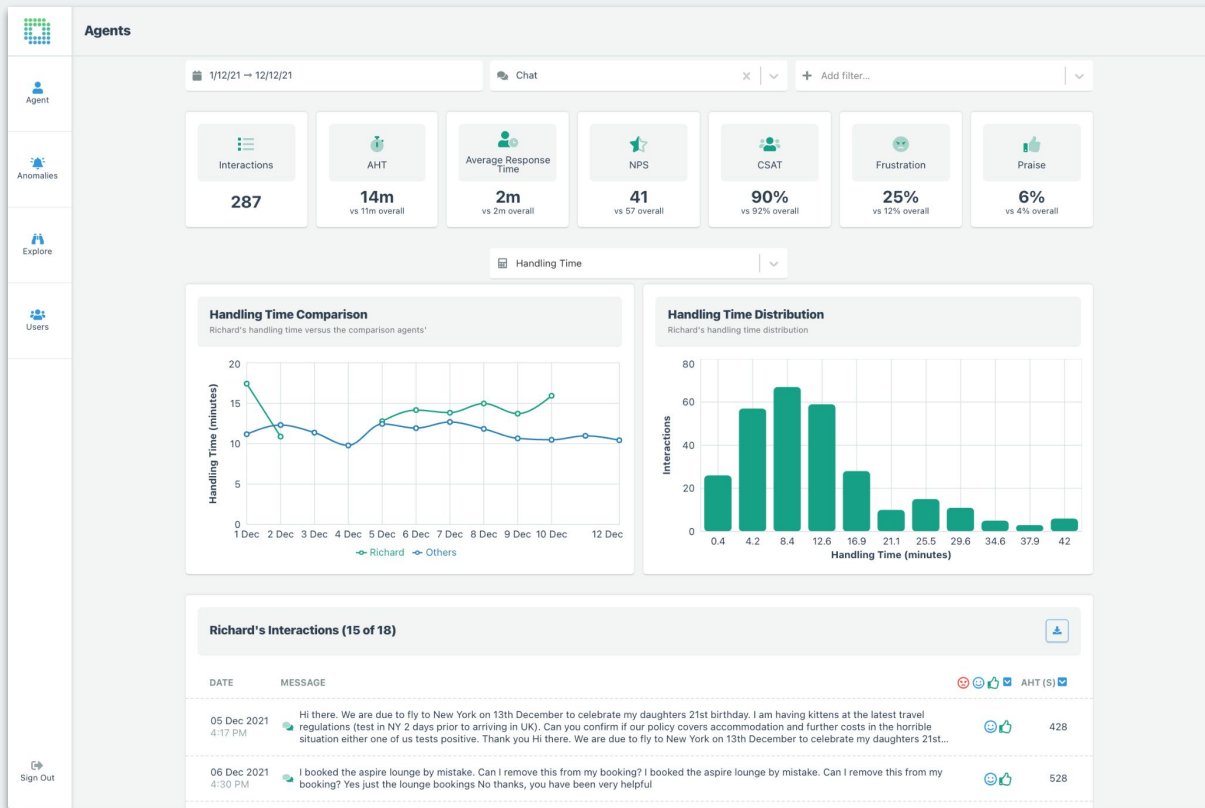 Agents
1/12/21 → 12/12/21
Chat
Add filter...
Agent
Anomalies
Explore
Users
Sign Out
Interactions
287
AHT
14m
vs 11m overall
Average Response
Time
2m
vs 2m overall
NPS
41
vs 57 overall
CSAT
90%
vs 92% overall
Frustration
25%
vs 12% overall
Praise
6%
vs 4% overall
Handling Time
Handling Time Comparison
Richard's handling time versus the comparison agents'
Handling Time (minutes)
20
15
10
5
0
1 Dec 2 Dec 3 Dec 4 Dec 5 Dec 6 Dec 7 Dec 8 Dec 9 Dec 10 Dec 12 Dec
Richard Others
Handling Time Distribution
Richard's handling time distribution
Interactions
80
60
40
20
0
0.4 4.2 8.4 12.6 16.9 21.1 25.5 29.6 34.6 37.9 42
Handling Time (minutes)
Richard's Interactions (15 of 18)
DATE MESSAGE AHT (S)
05 Dec 2021
4:17 PM
Hi there. We are due to fly to New York on 13th December to celebrate my daughters 21st birthday. I am having kittens at the latest travel
regulations (test in NY 2 days prior to arriving in UK). Can you confirm if our policy covers accommodation and further costs in the horrible
situation either one of us tests positive. Thank you Hi there. We are due to fly to New York on 13th December to celebrate my daughters 21st...
428
06 Dec 2021
4:30 PM
I booked the aspire lounge by mistake. Can I remove this from my booking? I booked the aspire lounge by mistake. Can I remove this from my
booking? Yes just the lounge bookings No thanks, you have been very helpful
528